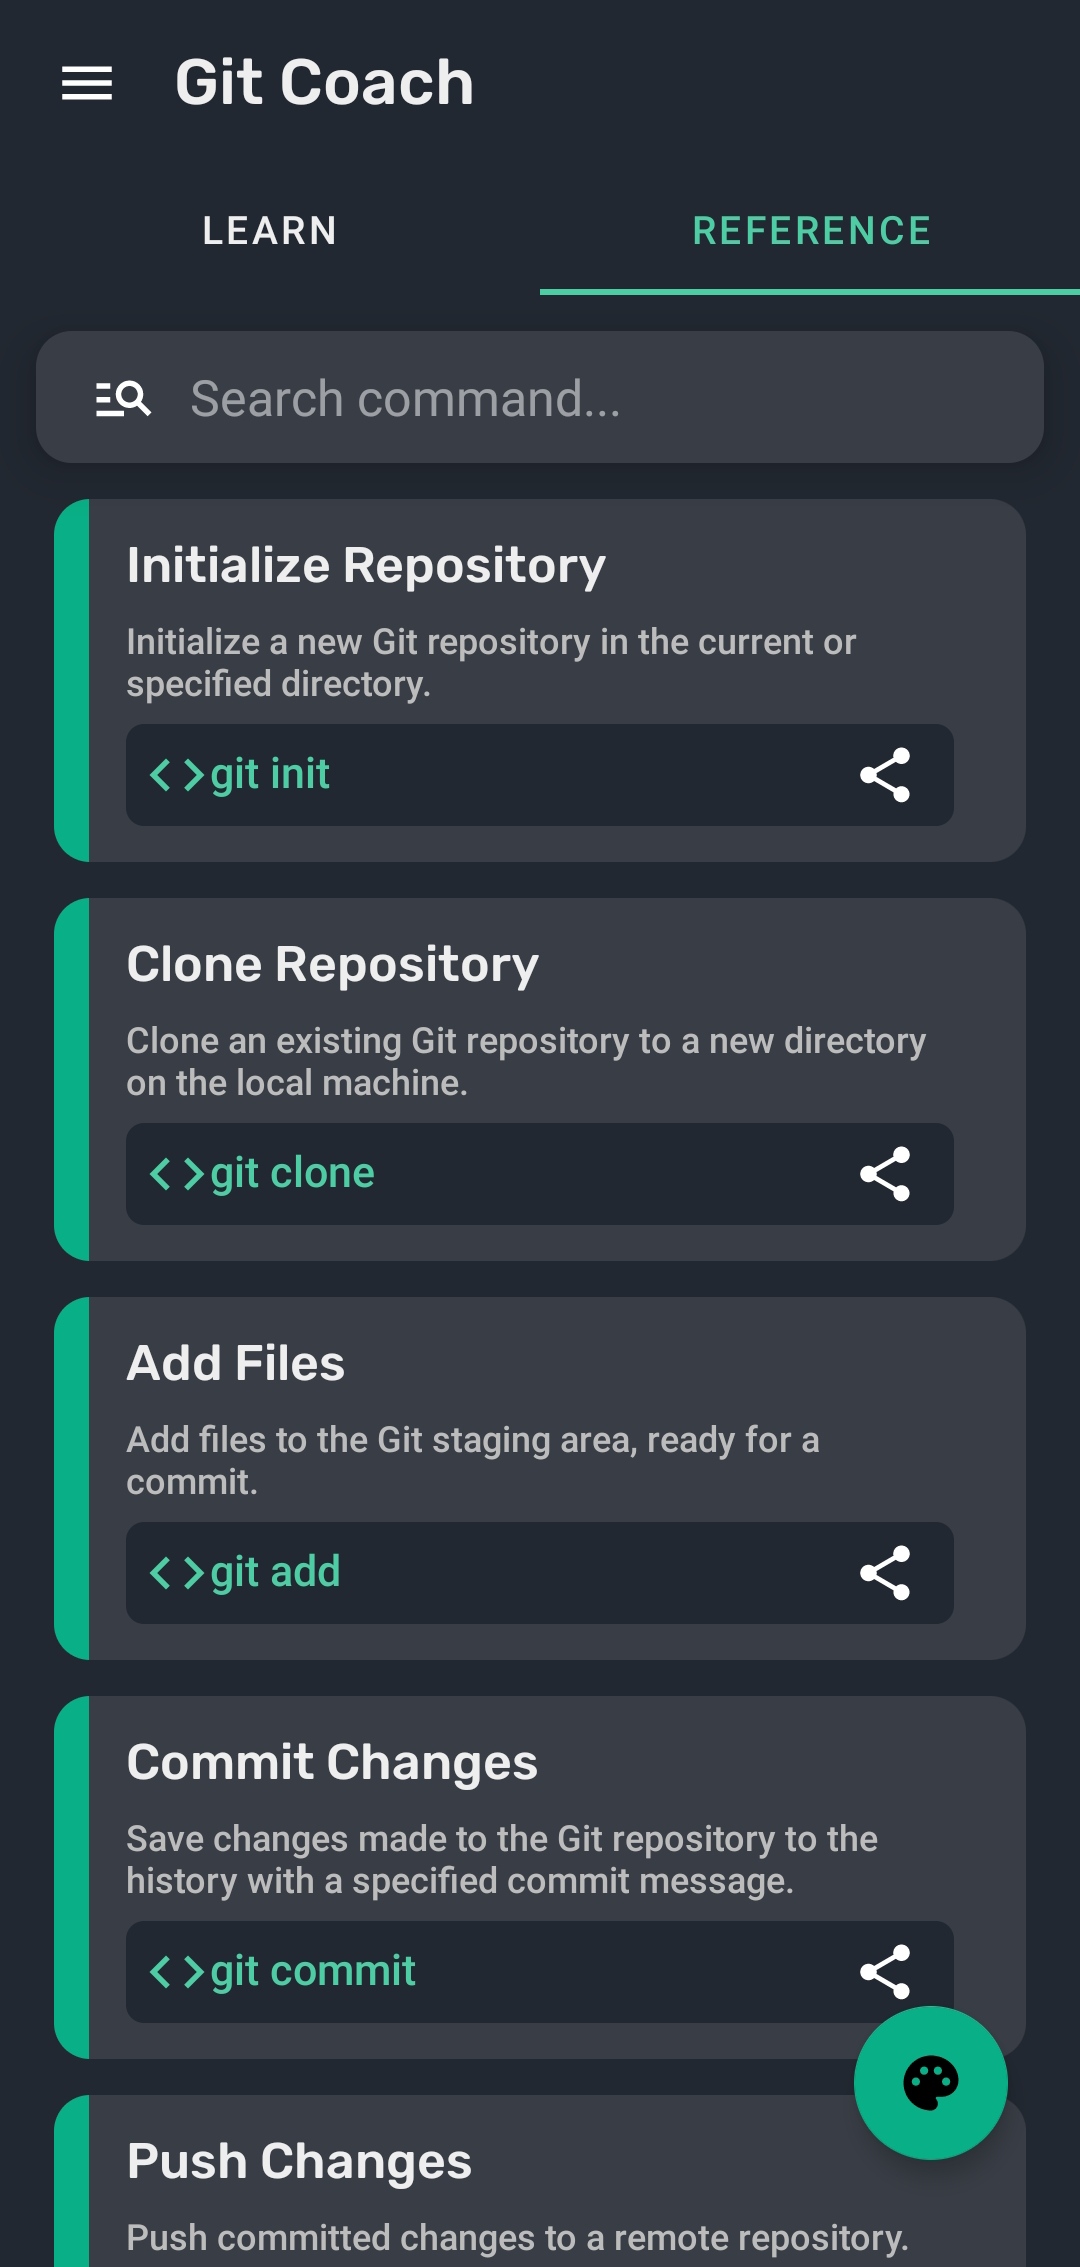 Git Coach
LEARN
REFERENCE
Search command...
Initialize Repository
Initialize a new Git repository in the current or
specified directory.
git init
Clone Repository
Clone an existing Git repository to a new directory
on the local machine.
git clone
Add Files
Add files to the Git staging area, ready for a
commit.
git add
Commit Changes
Save changes made to the Git repository to the
history with a specified commit message.
git commit
Push Changes
Push committed changes to a remote repository.